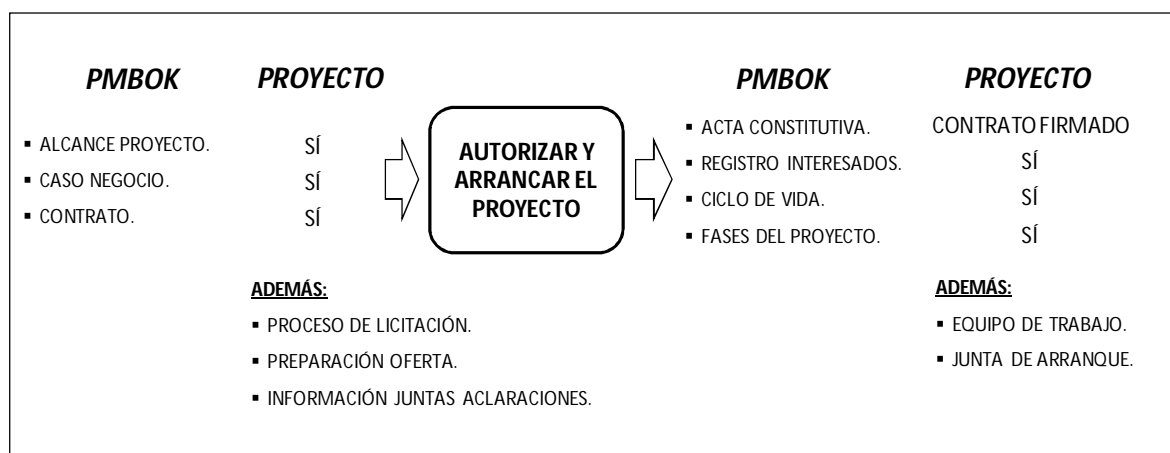 PMBOK PROYECTO
▪ ALCANCE PROYECTO. SÍ
▪ CASO NEGOCIO. SÍ
▪ CONTRATO. SÍ
ADEMÁS:
▪ PROCESO DE LICITACIÓN.
▪ PREPARACIÓN OFERTA.
▪ INFORMACIÓN JUNTAS ACLARACIONES.
AUTORIZAR Y
ARRANCAR EL
PROYECTO
PMBOK PROYECTO
▪ ACTA CONSTITUTIVA. CONTRATO FIRMADO
▪ REGISTRO INTERESADOS. SÍ
▪ CICLO DE VIDA. SÍ
▪ FASES DEL PROYECTO. SÍ
ADEMÁS:
▪ EQUIPO DE TRABAJO.
▪ JUNTA DE ARRANQUE.